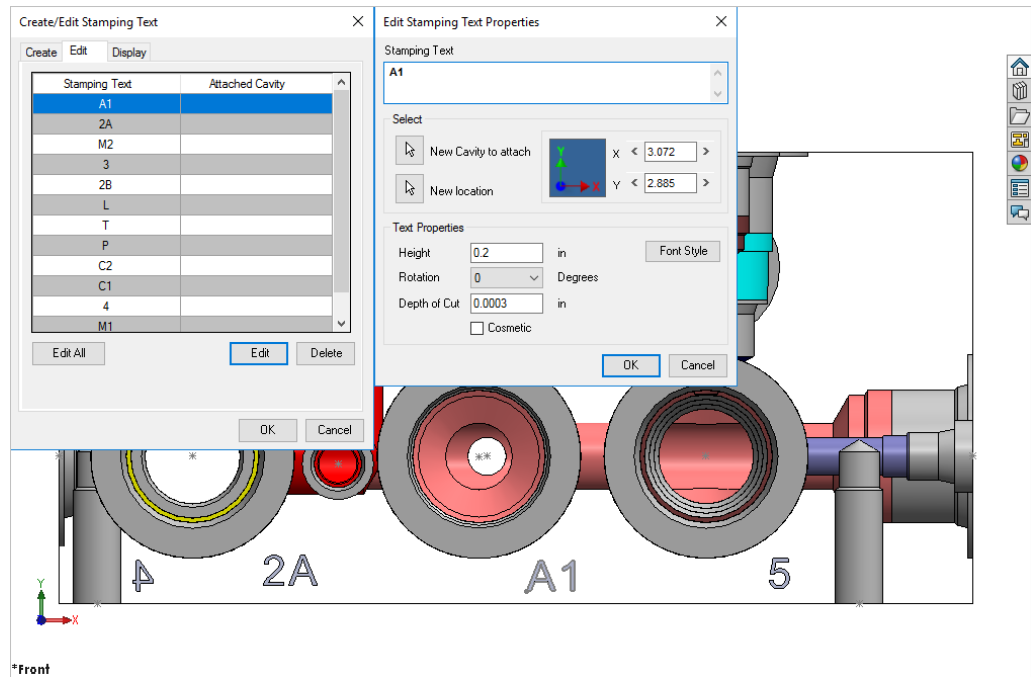 Create/Edit Stamping Text
Create Edit Display
Stamping Text Attached Cavity
A1
2A
M2
3
2B
L
T
P
C2
C1
4
M1
Edit All Edit Delete
OK Cancel
Edit Stamping Text Properties
Stamping Text
A1
Select
New Cavity to attach
New location
Y
X
X < 3.072 >
Y < 2.885 >
Text Properties
Height 0.2 in Font Style
Rotation 0 Degrees
Depth of Cut 0.0003 in
Cosmetic
OK Cancel
4 2A A1 5
Y
X
*Front